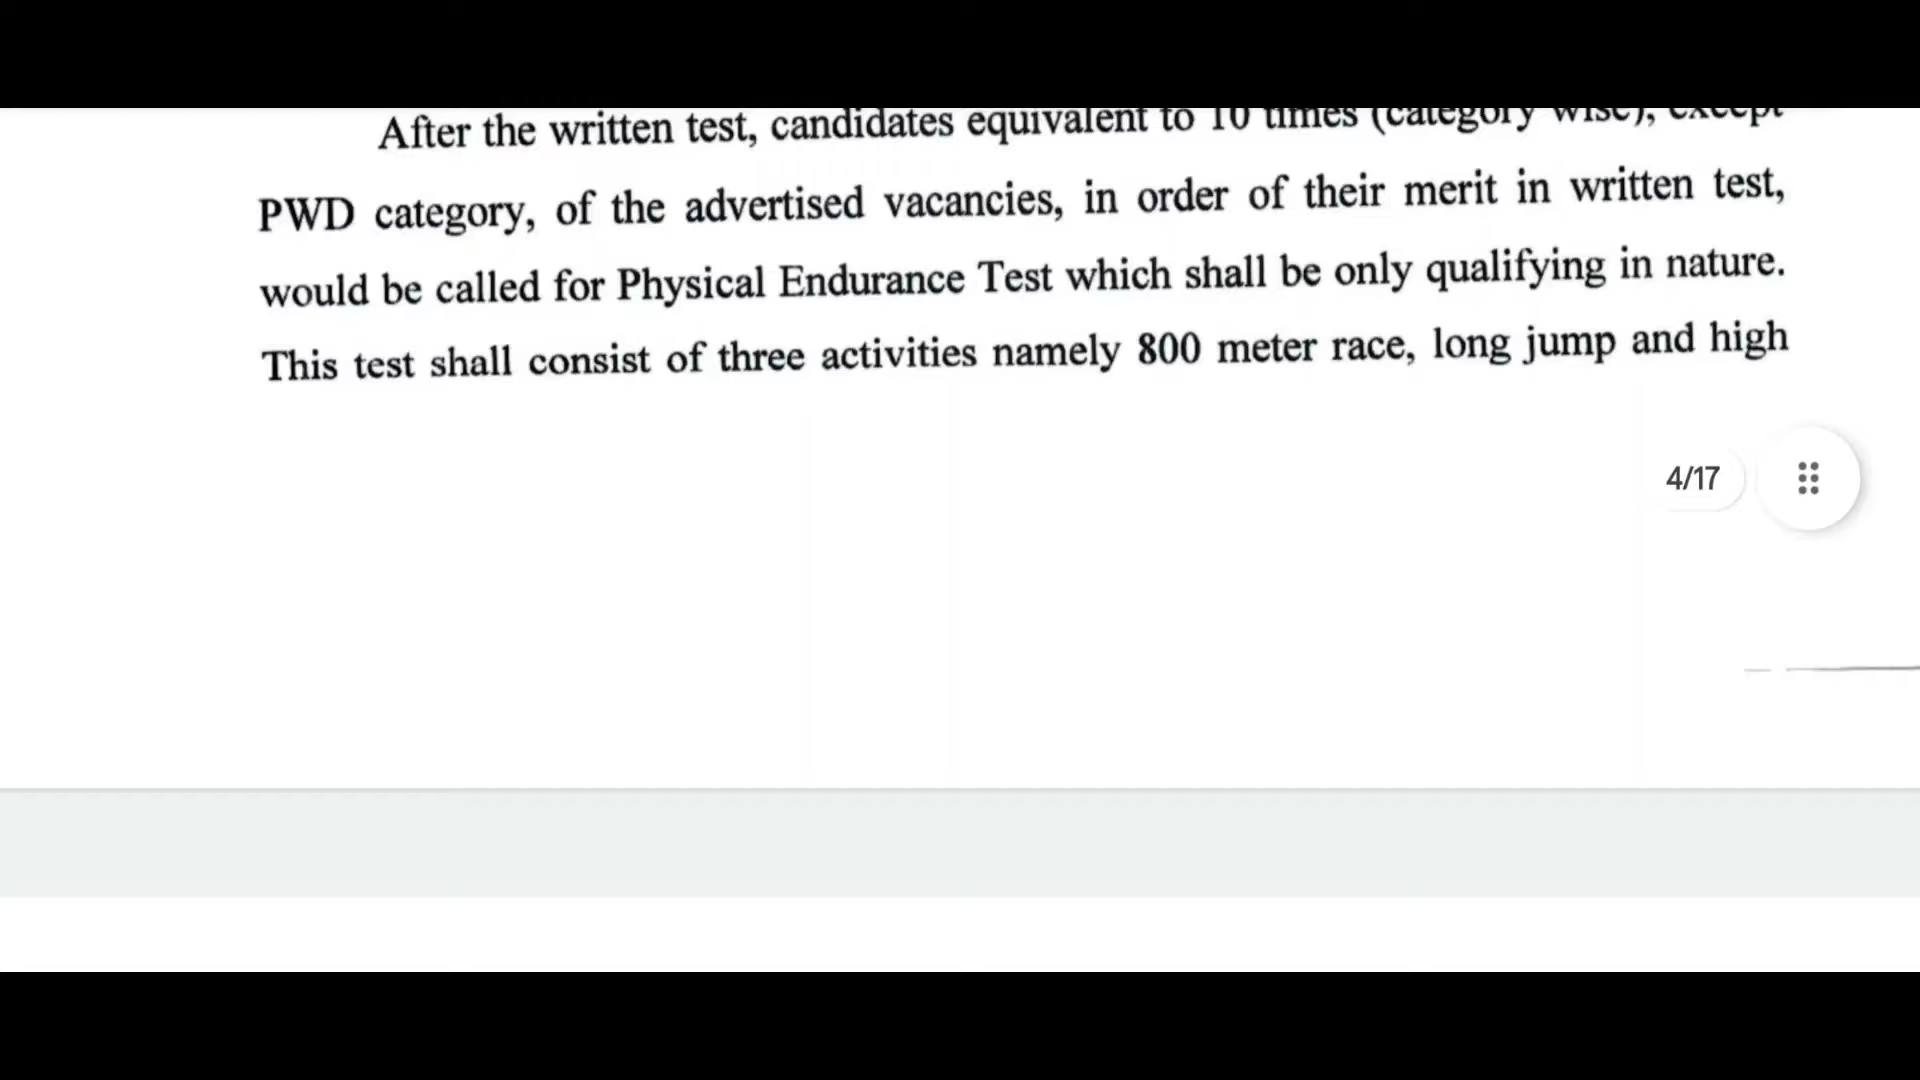 After the written test, candidates equivalent to 10 times (category wise), except
PWD category, of the advertised vacancies, in order of their merit in written test,
would be called for Physical Endurance Test which shall be only qualifying in nature.
This test shall consist of three activities namely 800 meter race, long jump and high
4/17